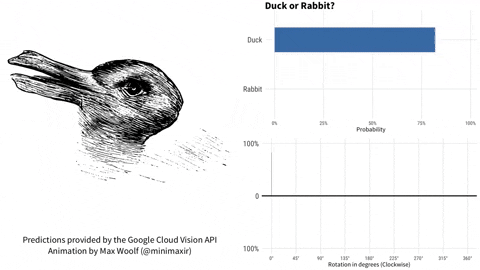 Duck or Rabbit?
Duck
Rabbit
0% 25% 50% 75% 100%
Probability
100%
0
100%
0° 45° 90° 135° 180° 225° 270° 315° 360°
Rotation in degrees (Clockwise)
Predictions provided by the Google Cloud Vision API
Animation by Max Woolf (@minimaxir)